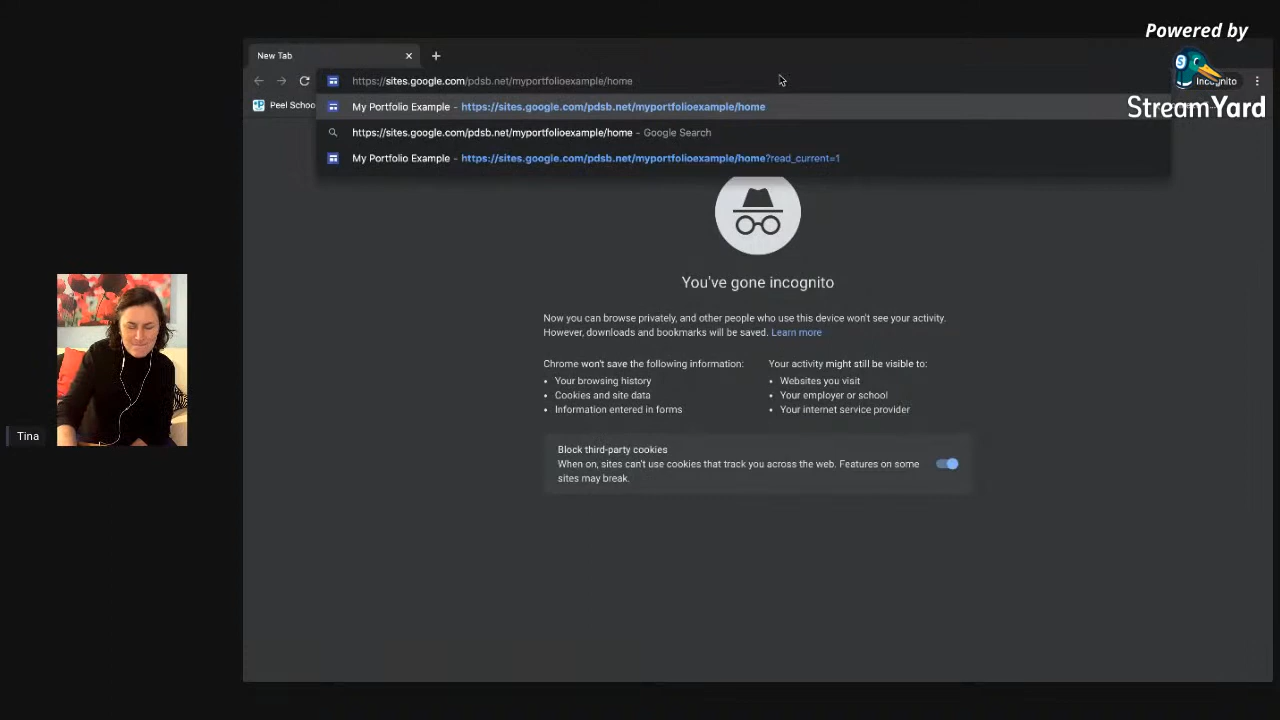 Powered by
StreamYard
New Tab
https://sites.google.com/pdsb.net/myportfolioexample/home
Incognito
Peel Schoo
My Portfolio Example - https://sites.google.com/pdsb.net/myportfolioexample/home
https://sites.google.com/pdsb.net/myportfolioexample/home - Google Search
My Portfolio Example - https://sites.google.com/pdsb.net/myportfolioexample/home?read_current=1
You've gone incognito
Now you can browse privately, and other people who use this device won't see your activity.
However, downloads and bookmarks will be saved. Learn more
Chrome won't save the following information:
• Your browsing history
• Cookies and site data
• Information entered in forms
Your activity might still be visible to:
• Websites you visit
• Your employer or school
• Your internet service provider
Block third-party cookies
When on, sites can't use cookies that track you across the web. Features on some
sites may break.
Tina